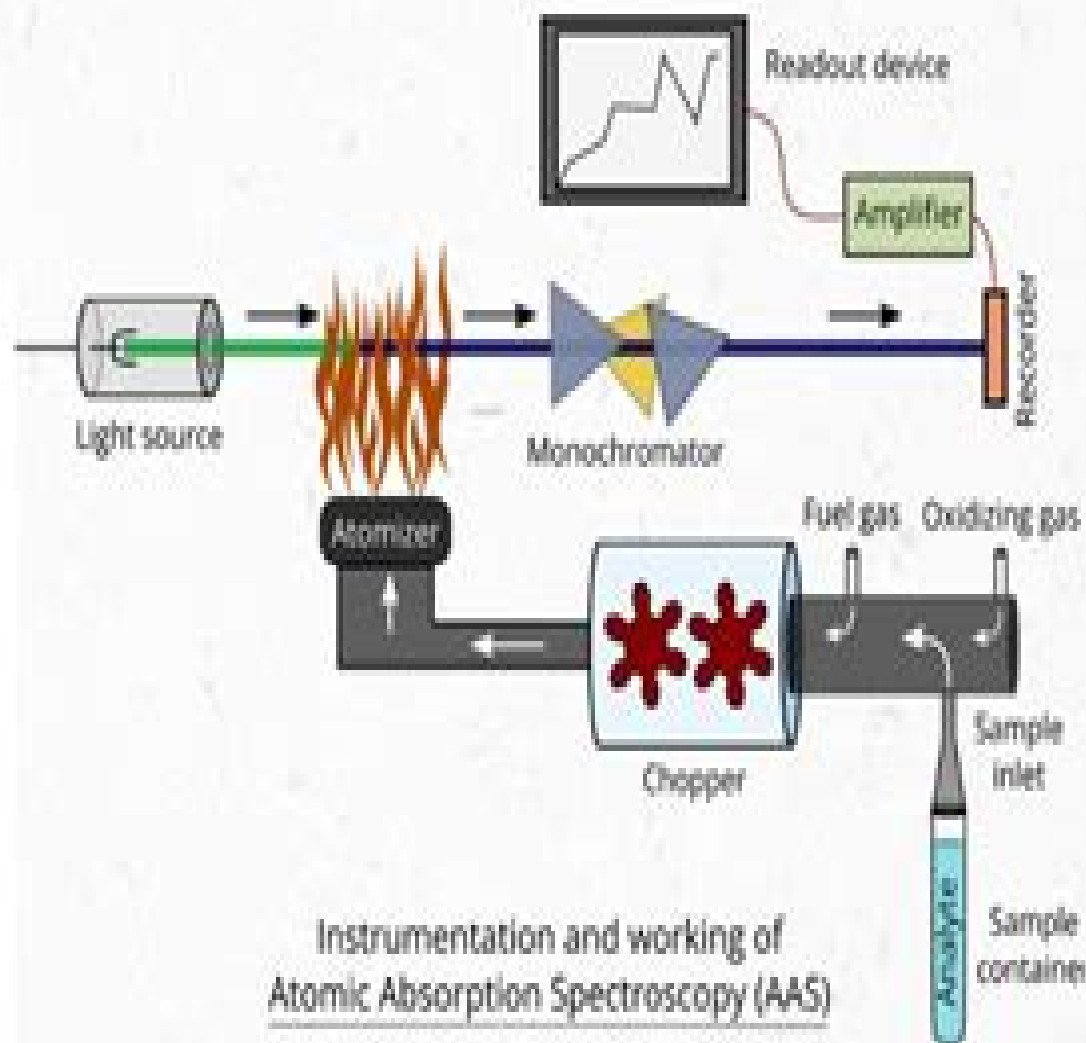 Readout device
Amplifier
Recorder
Light source
Monochromator
Atomizer
Fuel gas
Oxidizing gas
Chopper
Sample
inlet
Analyte
Sample
container
Instrumentation and working of
Atomic Absorption Spectroscopy (AAS)